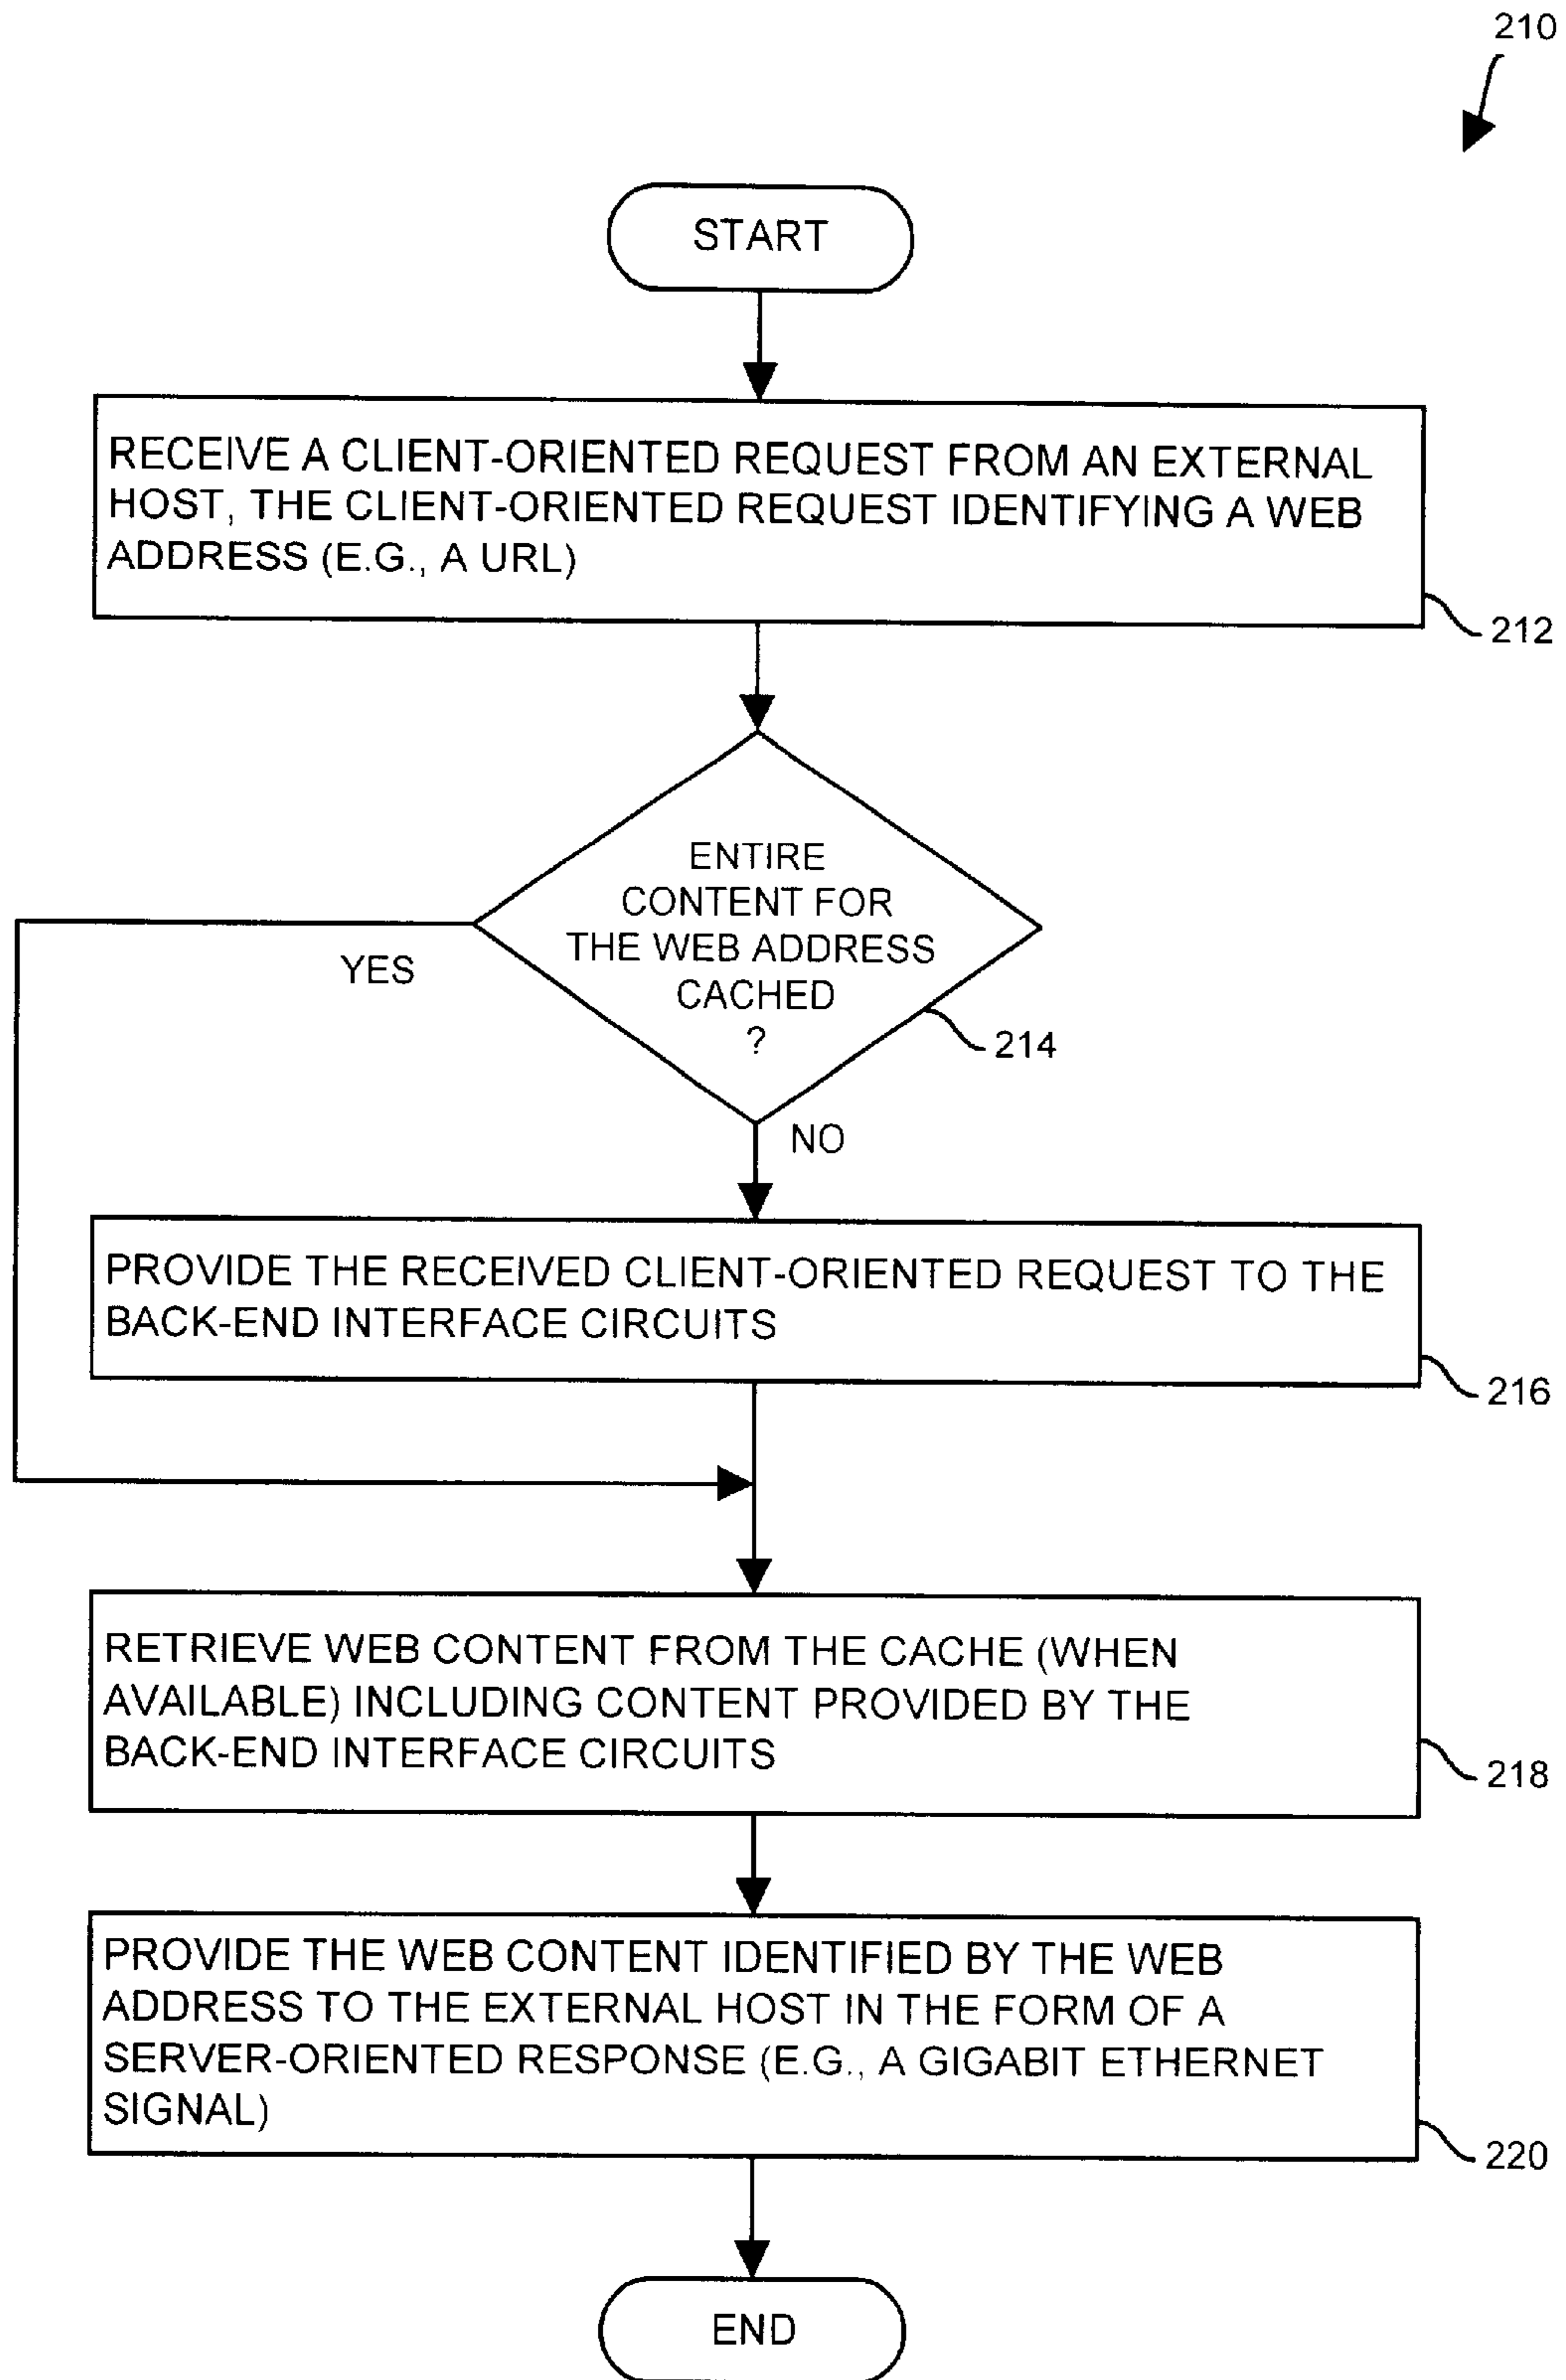 210
START
RECEIVE A CLIENT-ORIENTED REQUEST FROM AN EXTERNAL
HOST, THE CLIENT-ORIENTED REQUEST IDENTIFYING A WEB
ADDRESS (E.G., A URL)
212
ENTIRE
CONTENT FOR
THE WEB ADDRESS
CACHED
?
YES
214
NO
PROVIDE THE RECEIVED CLIENT-ORIENTED REQUEST TO THE
BACK-END INTERFACE CIRCUITS
216
RETRIEVE WEB CONTENT FROM THE CACHE (WHEN
AVAILABLE) INCLUDING CONTENT PROVIDED BY THE
BACK-END INTERFACE CIRCUITS
218
PROVIDE THE WEB CONTENT IDENTIFIED BY THE WEB
ADDRESS TO THE EXTERNAL HOST IN THE FORM OF A
SERVER-ORIENTED RESPONSE (E.G., A GIGABIT ETHERNET
SIGNAL)
220
END